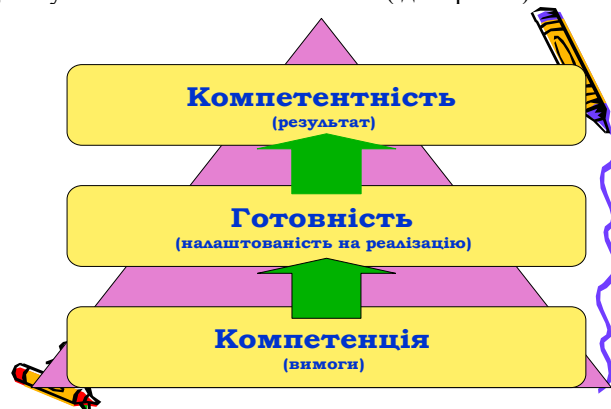 Компетентність
(результат)
Готовність
(налаштованість на реалізацію)
Компетенція
(вимоги)